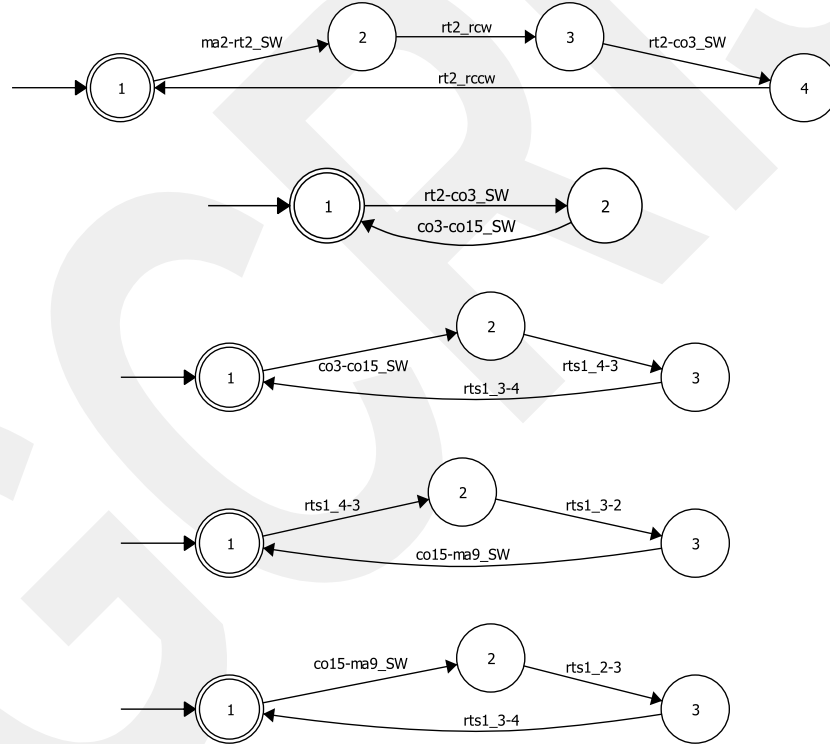 ma2-rt2_SW
2
rt2_rcw
3
rt2-co3_SW
1
rt2_rccw
4
1
rt2-co3_SW
2
co3-co15_SW
2
co3-co15_SW
rts1_4-3
1
rts1_3-4
3
rts1_4-3
2
rts1_3-2
1
co15-ma9_SW
3
co15-ma9_SW
2
rts1_2-3
1
rts1_3-4
3